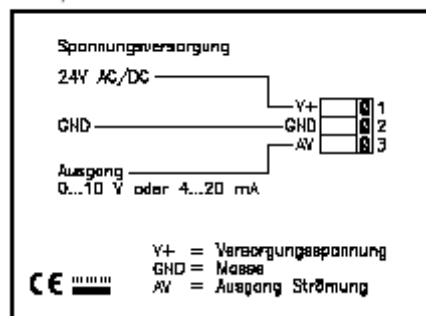 Spannungsversorgung
24V AC/DC
V+ 1
GND GND 2
AV 3
Ausgang
0...10 V oder 4...20 mA
V+ = Versorgungsspannung
GND = Masse
CE AV = Ausgang Strömung